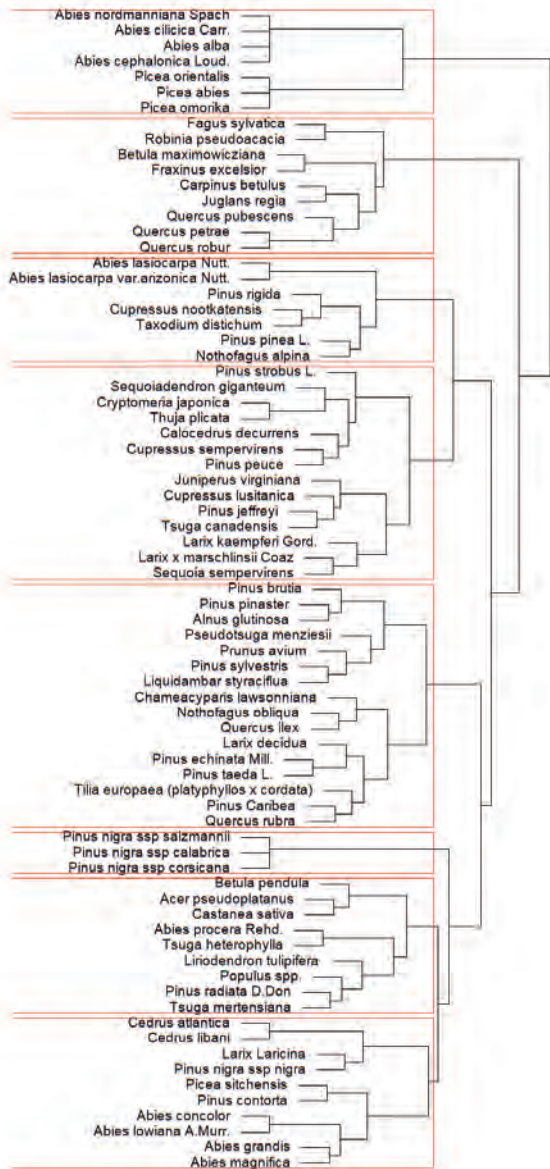 Abies nordmanniana Spach
Abies cilicica Carr.
Abies alba
Abies cephalonica Loud.
Picea orientalis
Picea abies
Picea omorika
Fagus sylvatica
Robinia pseudoacacia
Betula maximowicziana
Fraxinus excelsior
Carpinus betulus
Juglans regia
Quercus pubescens
Quercus petrae
Quercus robur
Abies lasiocarpa Nutt.
Abies lasiocarpa var.arizonica Nutt.
Pinus rigida
Cupressus nootkatensis
Taxodium distichum
Pinus pinea L.
Nothofagus alpina
Pinus strobus L.
Sequoiadendron giganteum
Cryptomeria japonica
Thuja plicata
Calocedrus decurrens
Cupressus sempervirens
Pinus peuce
Juniperus virginiana
Cupressus lusitanica
Pinus jeffreyi
Tsuga canadensis
Larix kaempferi Gord.
Larix x marschlinsii Coaz
Sequoia sempervirens
Pinus brutia
Pinus pinaster
Alnus glutinosa
Pseudotsuga menziesii
Prunus avium
Pinus sylvestris
Liquidambar styraciflua
Chameacyparis lawsonniana
Nothofagus obliqua
Quercus ilex
Larix decidua
Pinus echinata Mill.
Pinus taeda L.
Tilia europaea (platyphyllos x cordata)
Pinus Caribea
Quercus rubra
Pinus nigra ssp salzmannii
Pinus nigra ssp calabrica
Pinus nigra ssp corsicana
Betula pendula
Acer pseudoplatanus
Castanea sativa
Abies procera Rehd.
Tsuga heterophylla
Liriodendron tulipifera
Populus spp.
Pinus radiata D.Don
Tsuga mertensiana
Cedrus atlantica
Cedrus libani
Larix Laricina
Pinus nigra ssp nigra
Picea sitchensis
Pinus contorta
Abies concolor
Abies lowiana A.Murr.
Abies grandis
Abies magnifica